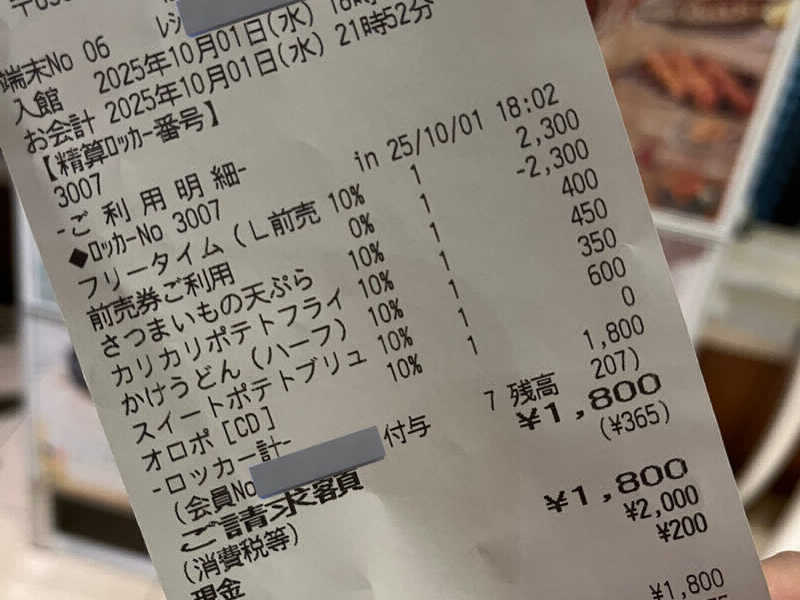 端末No 06 レジ
入館 2025年10月01日(水)
お会計 2025年10月01日(水) 21時52分
【精算ロッカー番号】
3007
-ご 利 用 明 細-
◆ロッカーNo 3007 in 25/10/01 18:02
フリータイム(L前売 10% 1 2,300
前売券ご利用 0% 1 -2,300
さつまいもの天ぷら 10% 1 400
カリカリポテトフライ 10% 1 450
かけうどん(ハーフ) 10% 1 350
スイートポテトブリュ 10% 1 600
オロポ[CD] 10% 1 0
-ロッカー計- 1,800
(会員No 付与 7 残高 207)
ご請求額 ¥1,800
(消費税等) (¥365)
現金 ¥1,800
¥2,000
¥200
¥1,800